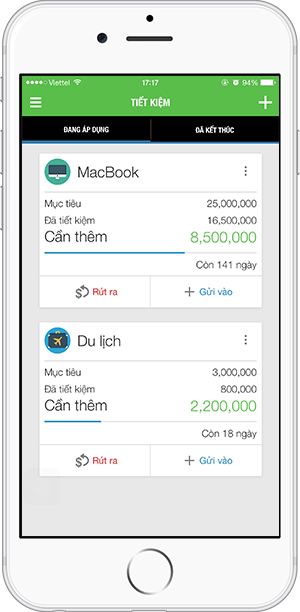 Viettel 17:17 94%
TIẾT KIỆM
ĐANG ÁP DỤNG ĐÃ KẾT THÚC
MacBook
Mục tiêu 25,000,000
Đã tiết kiệm 16,500,000
Cần thêm 8,500,000
Còn 141 ngày
Rút ra Gửi vào
Du lịch
Mục tiêu 3,000,000
Đã tiết kiệm 800,000
Cần thêm 2,200,000
Còn 18 ngày
Rút ra Gửi vào